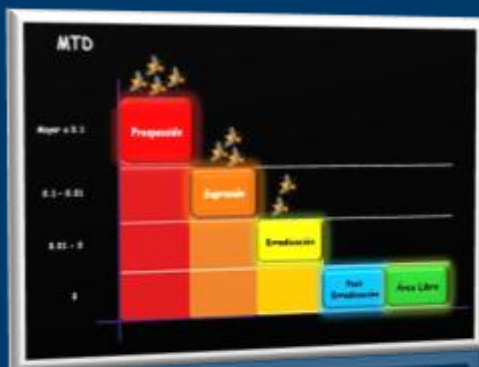 MTD
Mayor a 0.1
Prospección
0.1 - 0.01
Supresión
0.01 - 0
Erradicación
0
Post
Erradicación
Área Libre